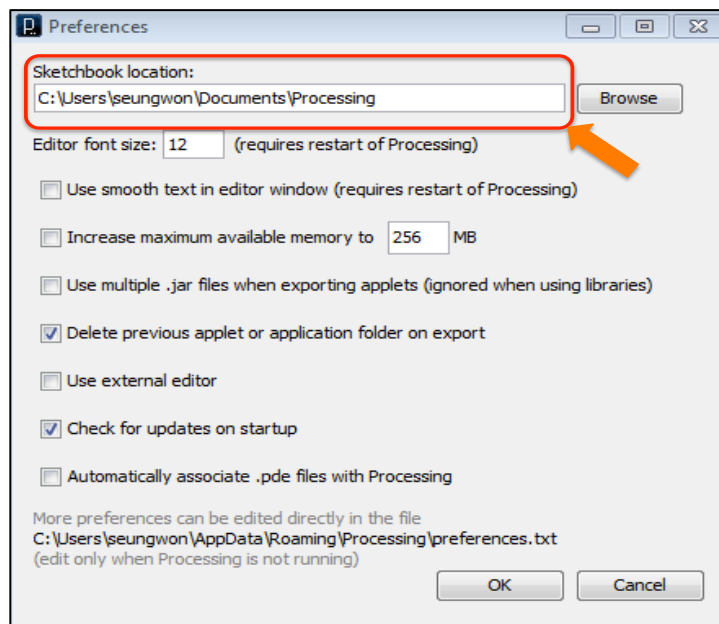 Preferences
Sketchbook location:
C:\Users\seungwon\Documents\Processing
Browse
Editor font size: 12 (requires restart of Processing)
Use smooth text in editor window (requires restart of Processing)
Increase maximum available memory to 256 MB
Use multiple .jar files when exporting applets (ignored when using libraries)
Delete previous applet or application folder on export
Use external editor
Check for updates on startup
Automatically associate .pde files with Processing
More preferences can be edited directly in the file
C:\Users\seungwon\AppData\Roaming\Processing\preferences.txt
(edit only when Processing is not running)
OK Cancel